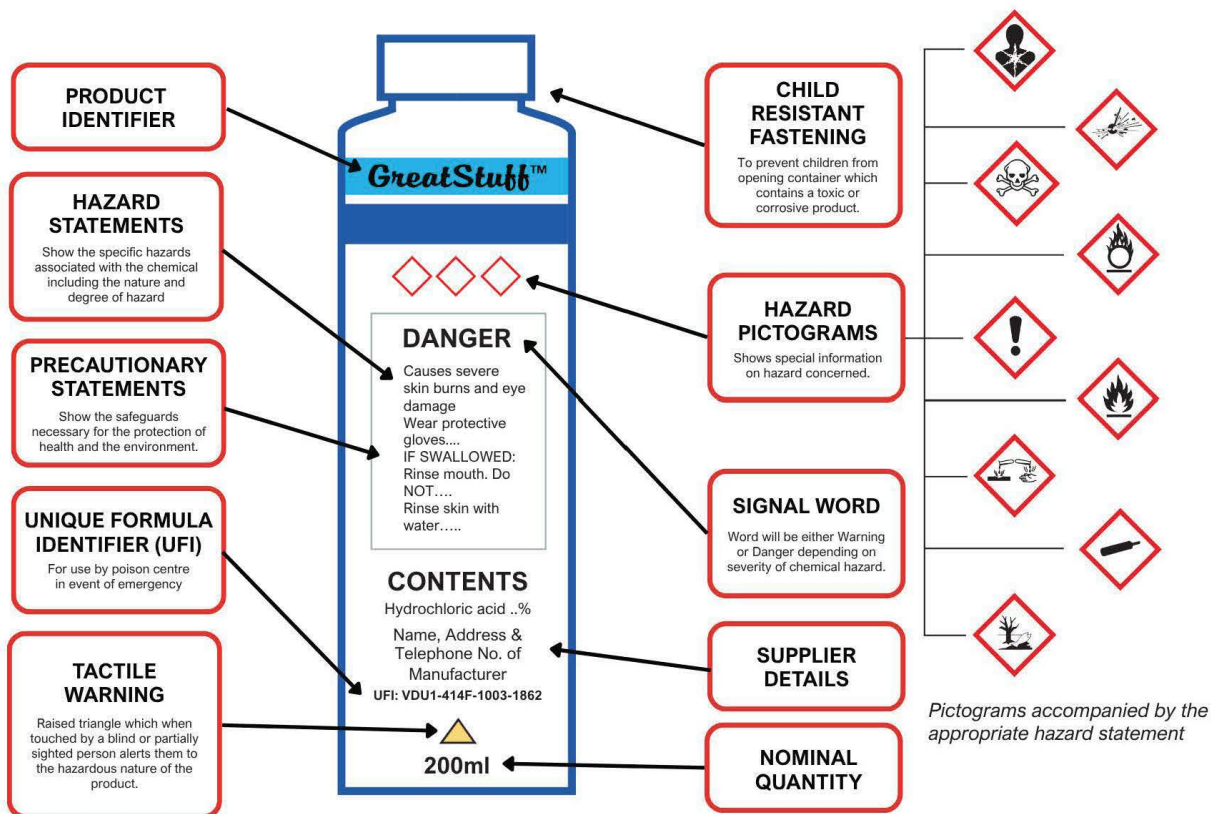 PRODUCT
IDENTIFIER
HAZARD
STATEMENTS
Show the specific hazards
associated with the chemical
including the nature and
degree of hazard
PRECAUTIONARY
STATEMENTS
Show the safeguards
necessary for the protection of
health and the environment.
UNIQUE FORMULA
IDENTIFIER (UFI)
For use by poison centre
in event of emergency
TACTILE
WARNING
Raised triangle which when
touched by a blind or partially
sighted person alerts them to
the hazardous nature of the
product.
GreatStuff™
DANGER
Causes severe
skin burns and eye
damage
Wear protective
gloves....
IF SWALLOWED:
Rinse mouth. Do
NOT....
Rinse skin with
water.....
CONTENTS
Hydrochloric acid ..%
Name, Address &
Telephone No. of
Manufacturer
UFI: VDU1-414F-1003-1862
200ml
CHILD
RESISTANT
FASTENING
To prevent children from
opening container which
contains a toxic or
corrosive product.
HAZARD
PICTOGRAMS
Shows special information
on hazard concerned.
SIGNAL WORD
Word will be either Warning
or Danger depending on
severity of chemical hazard.
SUPPLIER
DETAILS
NOMINAL
QUANTITY
Pictograms accompanied by the
appropriate hazard statement